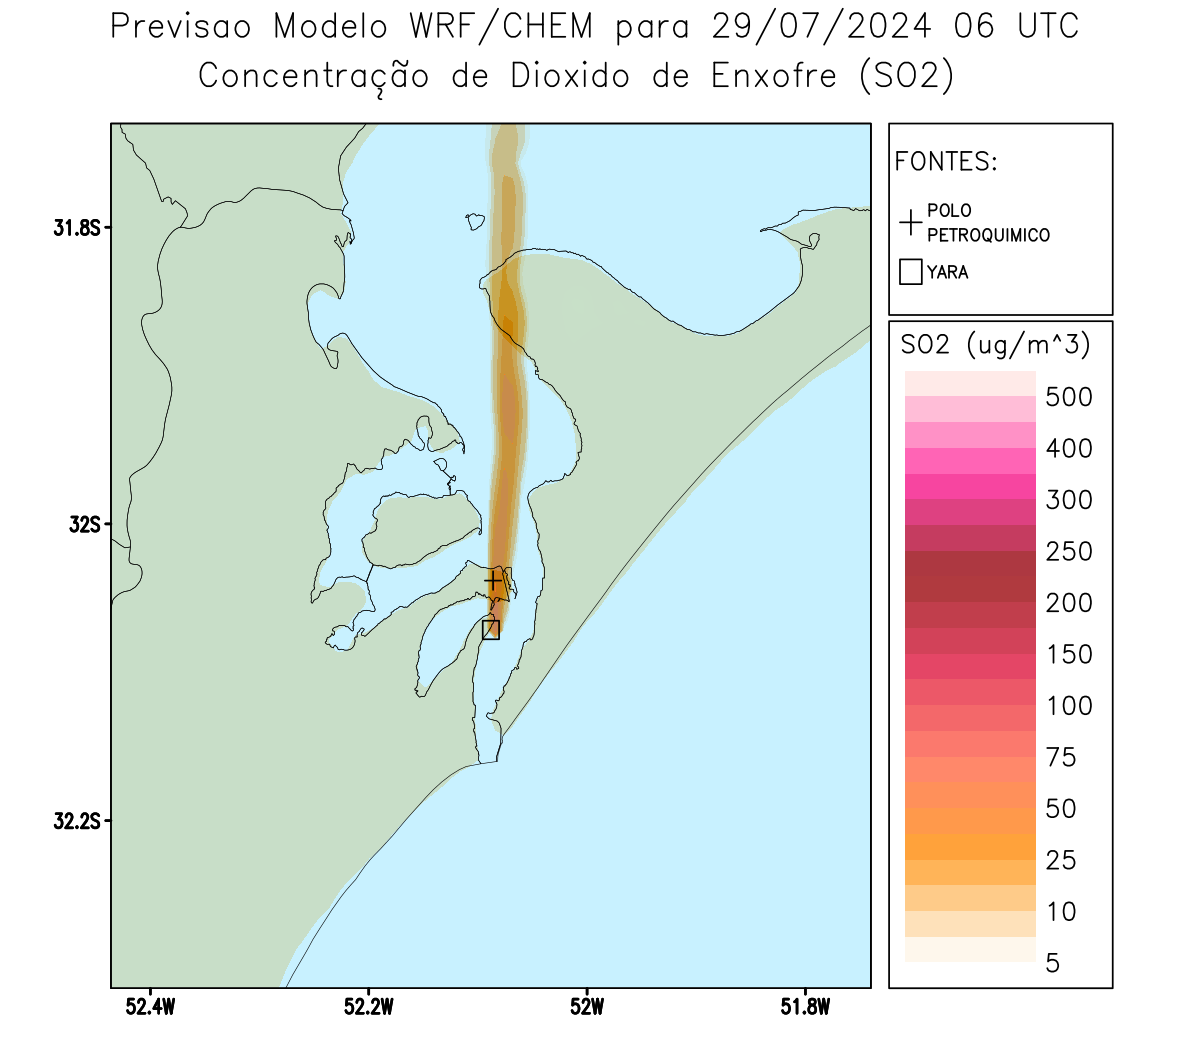 Previsao Modelo WRF/CHEM para 29/07/2024 06 UTC
Concentração de Dioxido de Enxofre (SO2)
FONTES:
POLO
PETROQUIMICO
YARA
31.8S
32S
32.2S
52.4W
52.2W
52W
51.8W
SO2 (ug/m^3)
500
400
300
250
200
150
100
75
50
25
10
5